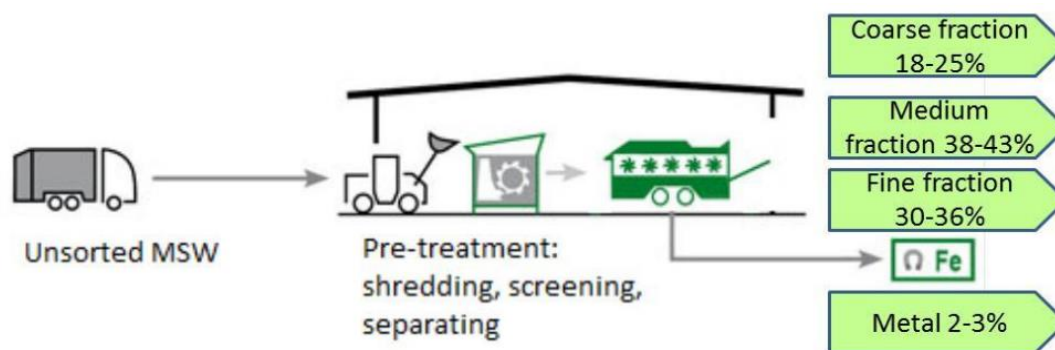 Coarse fraction
18-25%
Medium
fraction 38-43%
Fine fraction
30-36%
Fe
Metal 2-3%
Unsorted MSW
Pre-treatment:
shredding, screening,
separating